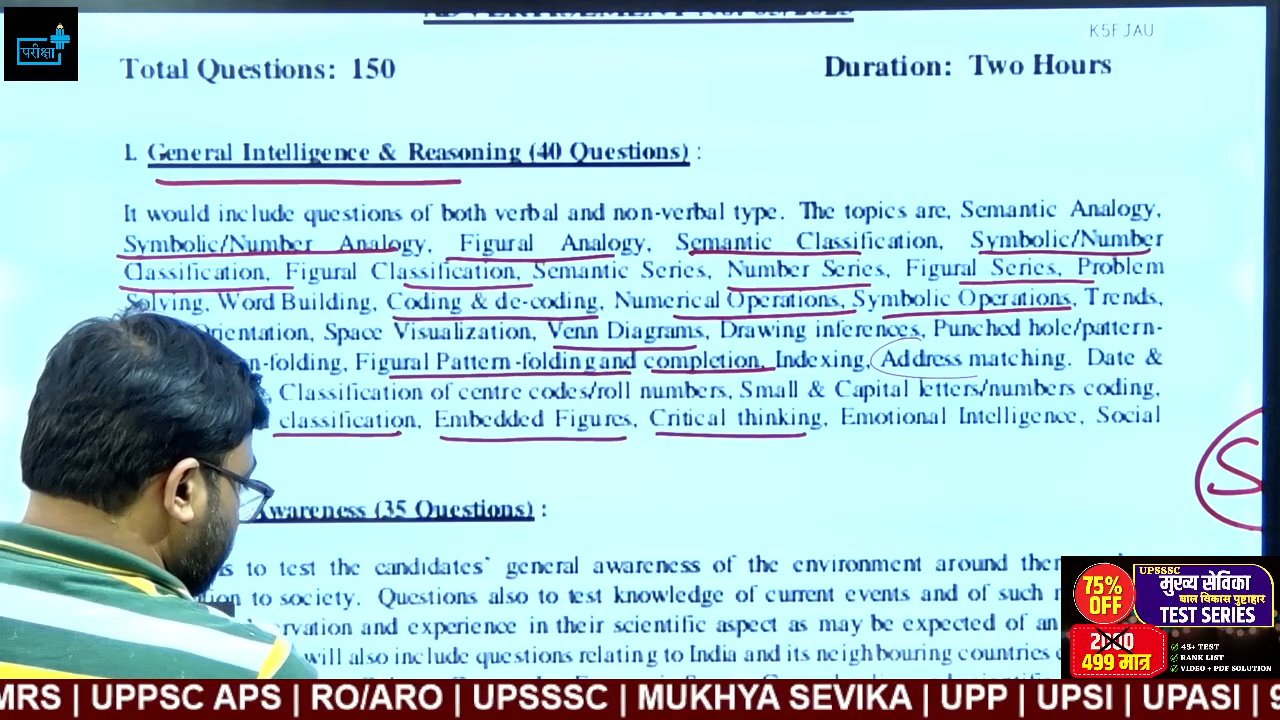 परीक्षा
K5FJAU
Total Questions: 150
Duration: Two Hours
I. General Intelligence & Reasoning (40 Questions) :
It would include questions of both verbal and non-verbal type. The topics are, Semantic Analogy,
Symbolic/Number Analogy, Figural Analogy, Semantic Classification, Symbolic/Number
Classification, Figural Classification, Semantic Series, Number Series, Figural Series, Problem
Solving, Word Building, Coding & de-coding, Numerical Operations, Symbolic Operations, Trends,
Orientation, Space Visualization, Venn Diagrams, Drawing inferences, Punched hole/pattern-
-folding, Figural Pattern-folding and completion, Indexing, Address matching. Date &
Classification of centre codes/roll numbers, Small & Capital letters/numbers coding,
classification, Embedded Figures, Critical thinking, Emotional Intelligence, Social
Awareness (35 Questions) :
to test the candidates' general awareness of the environment around
to society. Questions also to test knowledge of current events and of such
and experience in their scientific aspect as may be expected of an
will also include questions relating to India and its neighbouring countries
S
75%
OFF
UPSSSC
मुख्य सेविका
बाल विकास पुष्टाहार
TEST SERIES
2000
499 मात्र
45+ TEST
RANK LIST
VIDEO + PDF SOLUTION
MRS | UPPSC APS | RO/ARO | UPSSSC | MUKHYA SEVIKA | UPP | UPSI | UPASI |